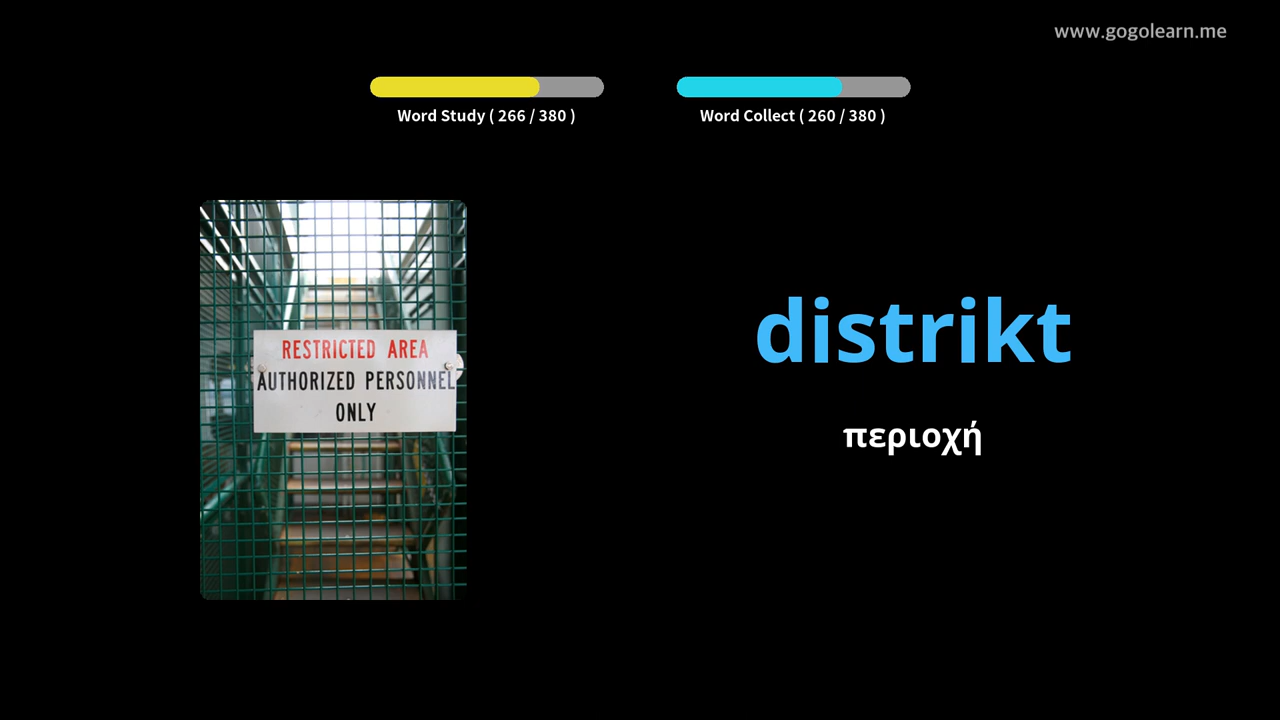 www.gogolearn.me
Word Study ( 266 / 380 )
Word Collect ( 260 / 380 )
RESTRICTED AREA
AUTHORIZED PERSONNEL
ONLY
distrikt
περιοχή